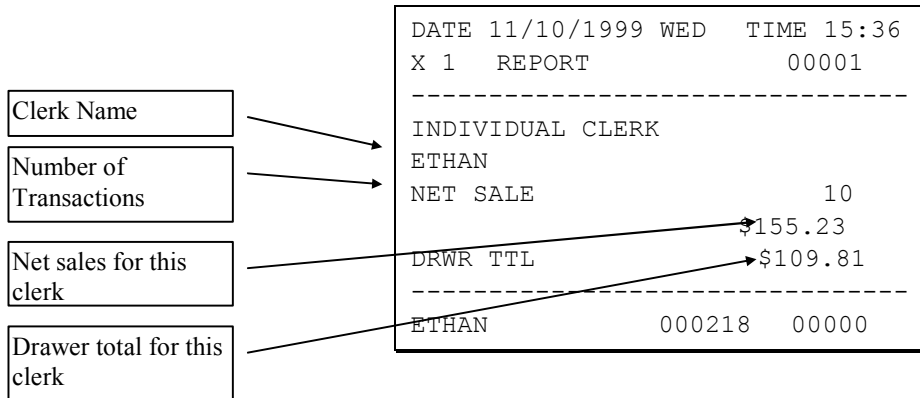 Clerk Name
Number of
Transactions
Net sales for this
clerk
Drawer total for this
clerk
DATE 11/10/1999 WED TIME 15:36
X 1 REPORT 00001
--------------------------------
INDIVIDUAL CLERK
ETHAN
NET SALE 10
$155.23
DRWR TTL $109.81
--------------------------------
ETHAN 000218 00000